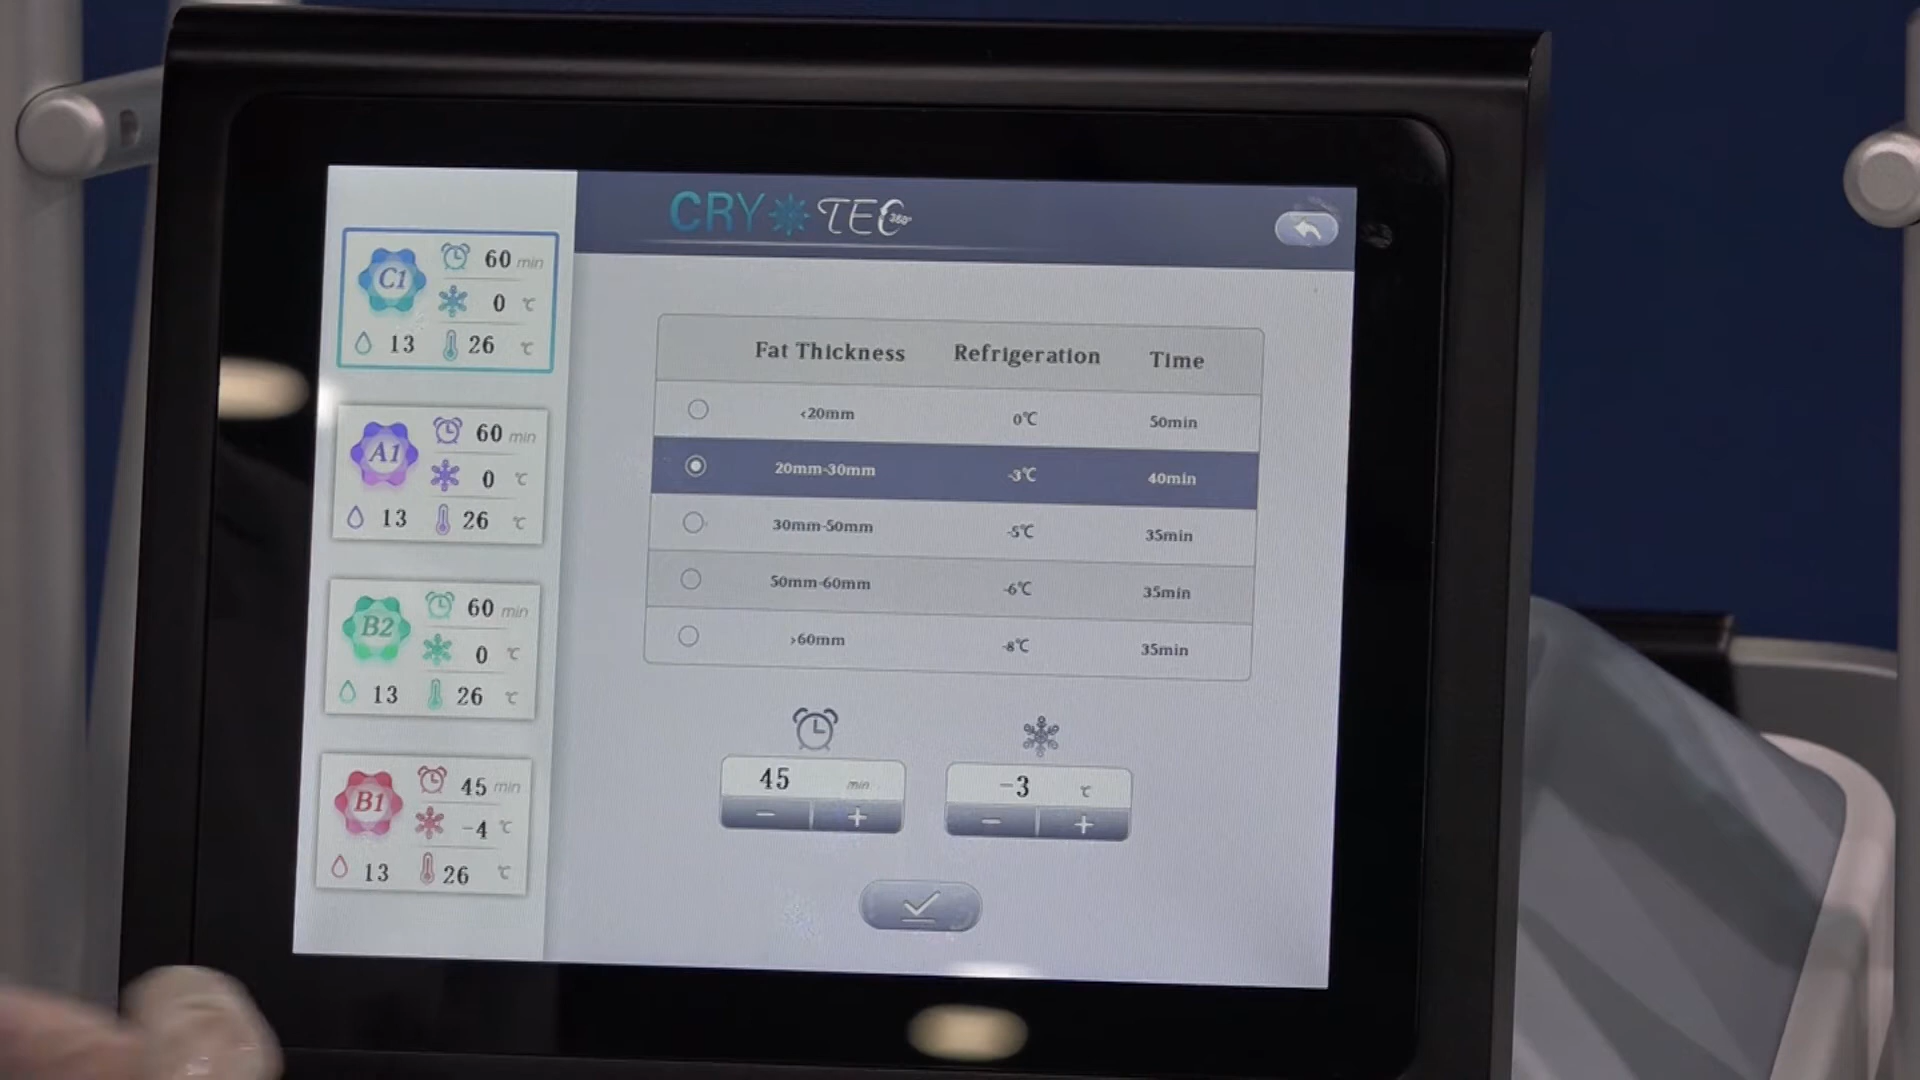 CRYTEC 360°
C1 60 min
0 ℃
13 26 ℃
A1 60 min
0 ℃
13 26 ℃
B2 60 min
0 ℃
13 26 ℃
B1 45 min
-4 ℃
13 26 ℃
Fat Thickness Refrigeration Time
<20mm 0℃ 50min
20mm-30mm -3℃ 40min
30mm-50mm -5℃ 35min
50mm-60mm -6℃ 35min
>60mm -8℃ 35min
45 min -3 ℃
- + - +